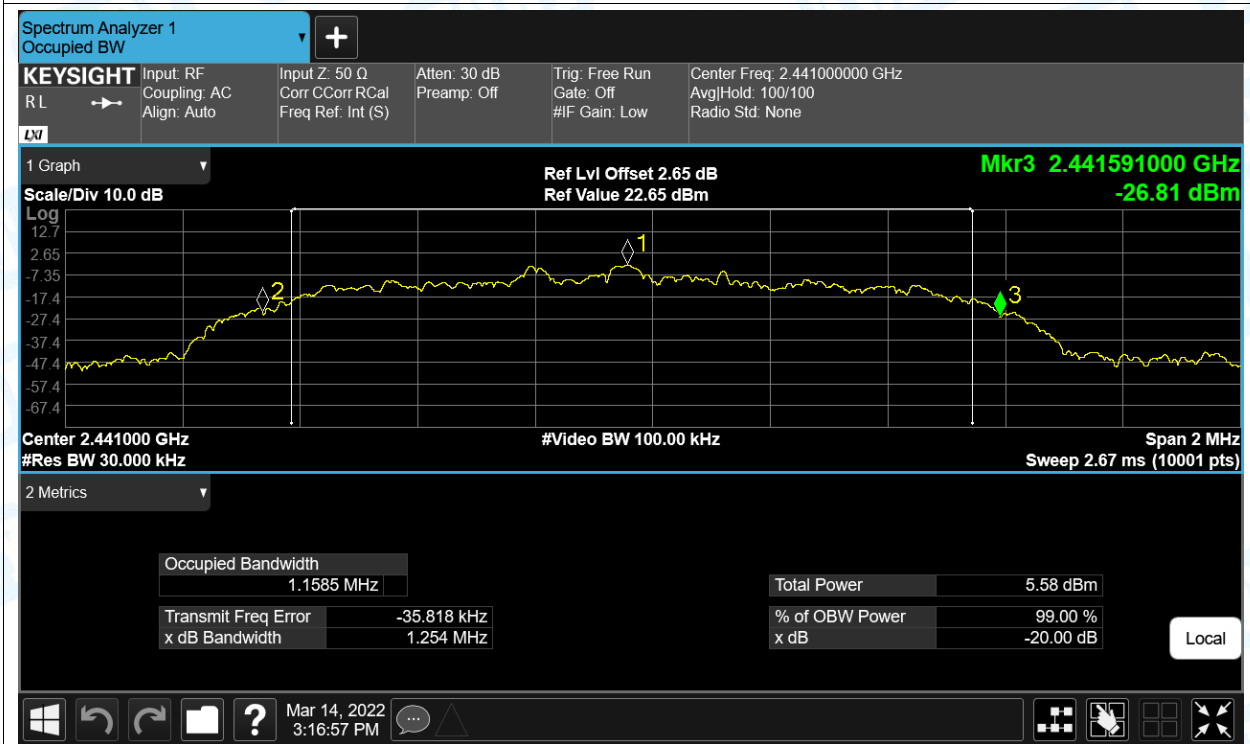 Spectrum Analyzer 1
Occupied BW
KEYSIGHT
R L
LXI
Input: RF
Coupling: AC
Align: Auto
Input Z: 50 Ω
Corr CCorr RCal
Freq Ref: Int (S)
Atten: 30 dB
Preamp: Off
Trig: Free Run
Gate: Off
#IF Gain: Low
Center Freq: 2.441000000 GHz
Avg|Hold: 100/100
Radio Std: None
1 Graph
Scale/Div 10.0 dB
Ref Lvl Offset 2.65 dB
Ref Value 22.65 dBm
Mkr3 2.441591000 GHz
-26.81 dBm
Log
12.7
2.65
-7.35
-17.4
-27.4
-37.4
-47.4
-57.4
-67.4
1
2
3
Center 2.441000 GHz
#Video BW 100.00 kHz
Span 2 MHz
#Res BW 30.000 kHz
Sweep 2.67 ms (10001 pts)
2 Metrics
Occupied Bandwidth
1.1585 MHz
Total Power 5.58 dBm
Transmit Freq Error -35.818 kHz
% of OBW Power 99.00 %
x dB Bandwidth 1.254 MHz
x dB -20.00 dB
Local
?
Mar 14, 2022
3:16:57 PM